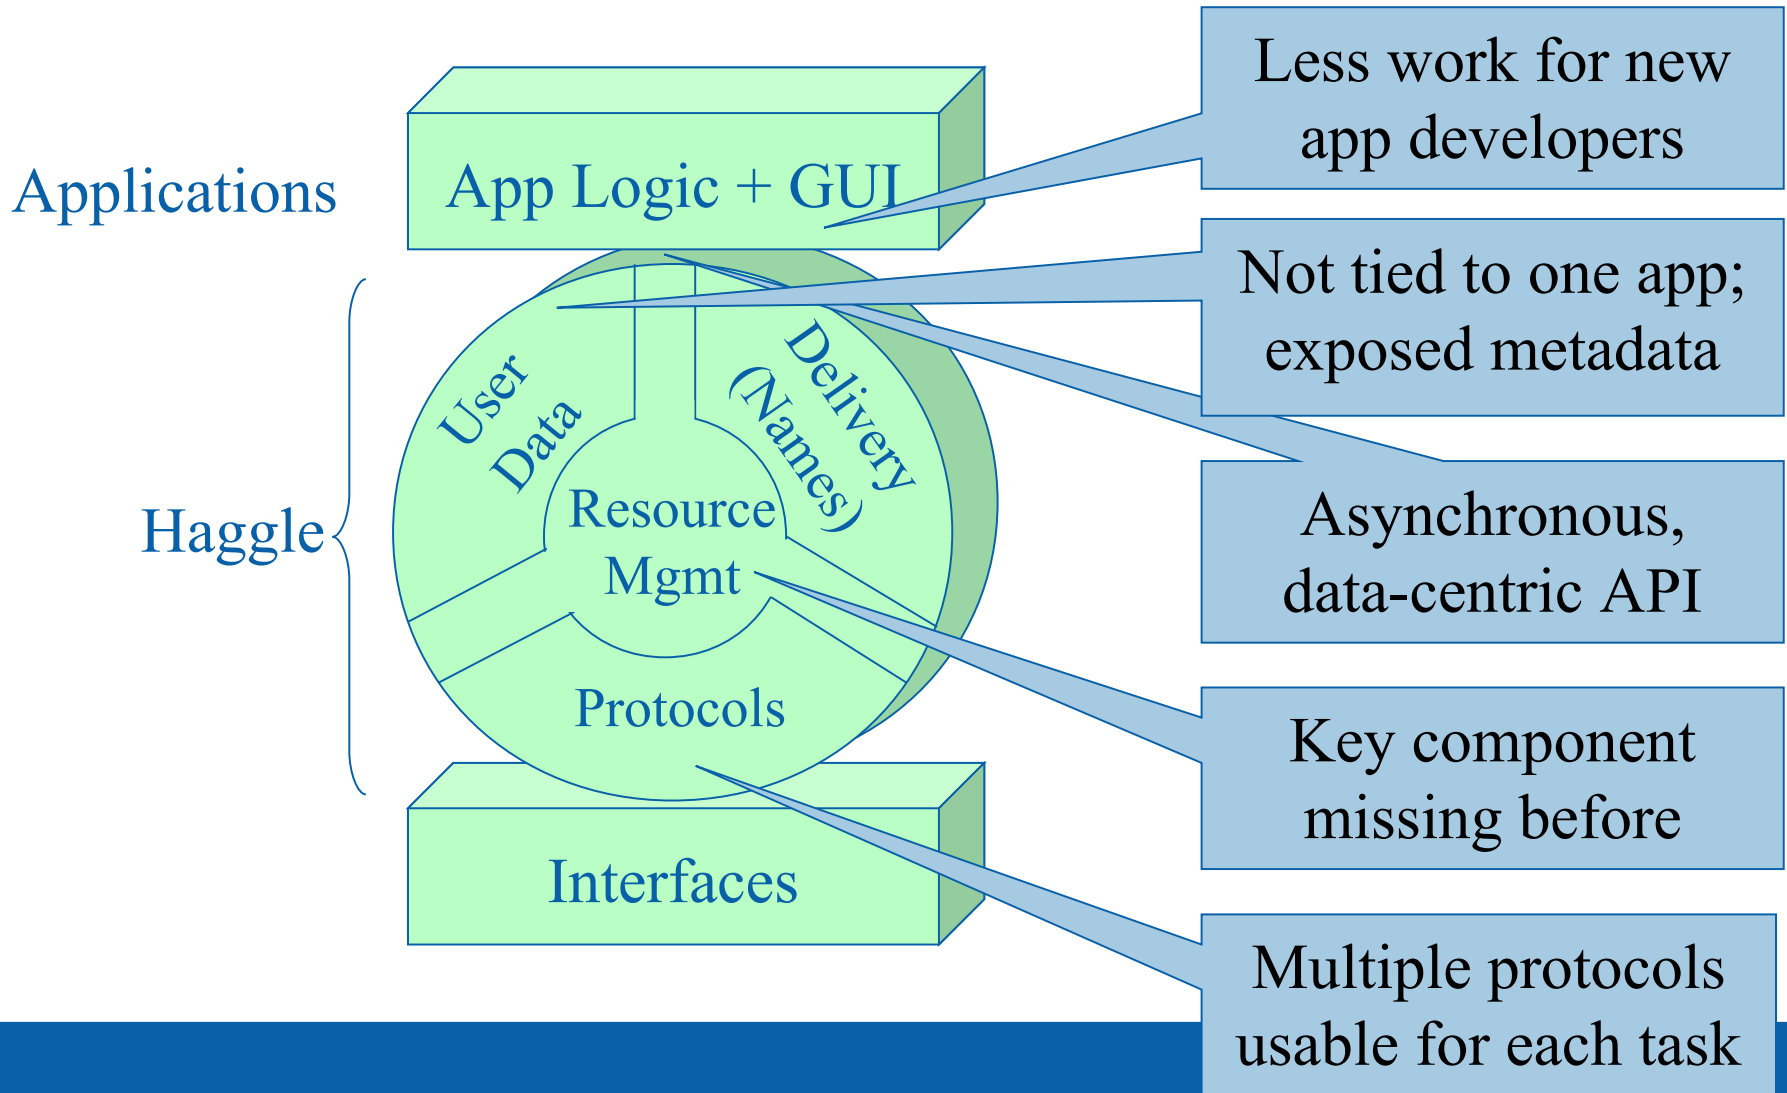 Applications
App Logic + GUI
Haggle
User
Data
Delivery
(Names)
Resource
Mgmt
Protocols
Interfaces
Less work for new
app developers
Not tied to one app;
exposed metadata
Asynchronous,
data-centric API
Key component
missing before
Multiple protocols
usable for each task